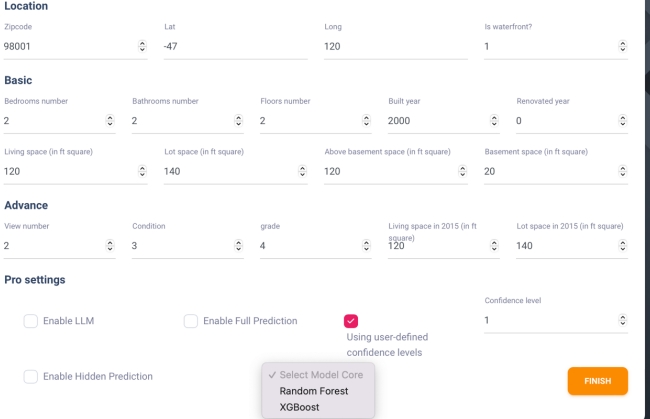 Location
Zipcode Lat Long Is waterfront?
98001 -47 120 1
Basic
Bedrooms number Bathrooms number Floors number Built year Renovated year
2 2 2 2000 0
Living space (in ft square) Lot space (in ft square) Above basement space (in ft square) Basement space (in ft square)
120 140 120 20
Advance
View number Condition grade Living space in 2015 (in ft square) Lot space in 2015 (in ft square)
2 3 4 120 140
Pro settings
Confidence level
1
Enable LLM Enable Full Prediction
Using user-defined
confidence levels
Enable Hidden Prediction
Select Model Core
Random Forest
XGBoost
FINISH